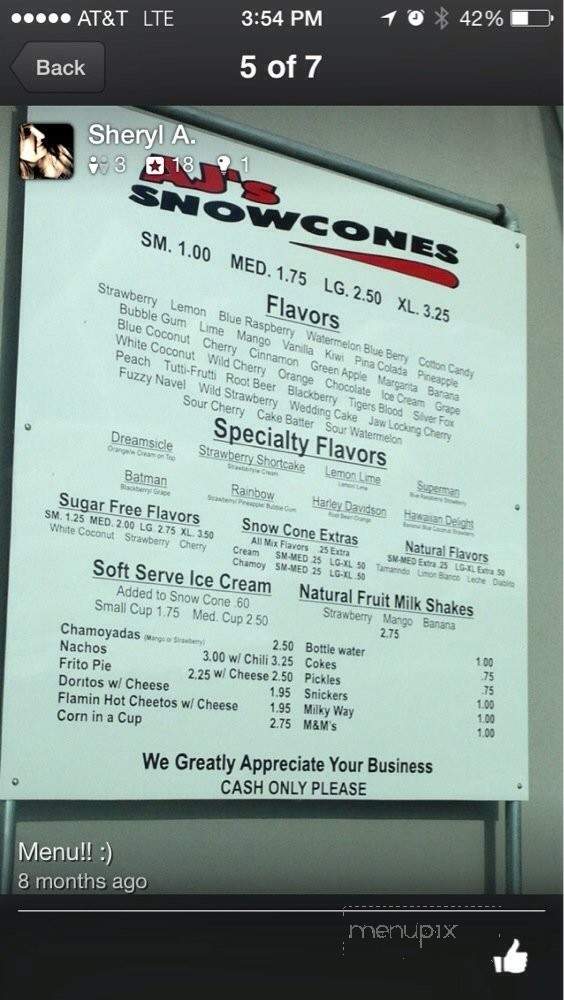 AT&T LTE 3:54 PM 42%
Back 5 of 7
Sheryl A.
3 18 1
AJ's
SNOWCONES
SM. 1.00 MED. 1.75 LG. 2.50 XL. 3.25
Flavors
Strawberry Lemon Blue Raspberry Watermelon Blue Berry Cotton Candy
Bubble Gum Lime Mango Vanilla Kiwi Pina Colada Pineapple
Blue Coconut Cherry Cinnamon Green Apple Margarita Banana
White Coconut Wild Cherry Orange Chocolate Ice Cream Grape
Peach Tutti-Frutti Root Beer Blackberry Tigers Blood Silver Fox
Fuzzy Navel Wild Strawberry Wedding Cake Jaw Locking Cherry
Sour Cherry Cake Batter Sour Watermelon
Specialty Flavors
Dreamsicle Strawberry Shortcake Lemon Lime Superman
Batman Rainbow Harley Davidson Hawaiian Delight
Blackberry Grape
Sugar Free Flavors
SM. 1.25 MED. 2.00 LG. 2.75 XL. 3.50
White Coconut Strawberry Cherry
Snow Cone Extras
All Mix Flavors .25 Extra
Cream SM-MED .25 LG-XL .50
Chamoy SM-MED .25 LG-XL .50
Natural Flavors
SM-MED Extra .25 LG-XL Extra .50
Tamarindo Limon Blanco Leche Diablito
Soft Serve Ice Cream
Added to Snow Cone .60
Small Cup 1.75 Med. Cup 2.50
Natural Fruit Milk Shakes
Strawberry Mango Banana
2.75
Chamoyadas (Mango or Strawberry) 2.50
Nachos 3.00 w/ Chili 3.25
Frito Pie 2.25 w/ Cheese 2.50
Doritos w/ Cheese 1.95
Flamin Hot Cheetos w/ Cheese 1.95
Corn in a Cup 2.75
Bottle water 1.00
Cokes .75
Pickles .75
Snickers 1.00
Milky Way 1.00
M&M's 1.00
We Greatly Appreciate Your Business
CASH ONLY PLEASE
Menu!! :)
8 months ago
menupix